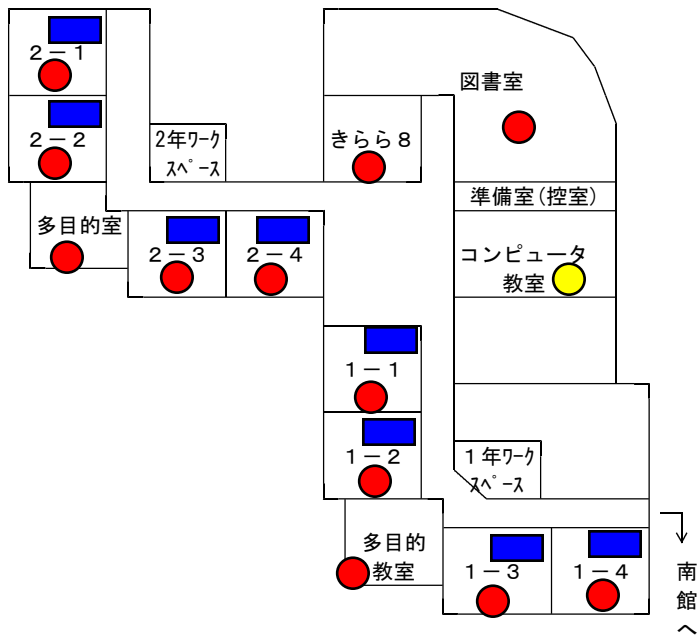 ２－１
２－２
2年ﾜｰｸ
ｽﾍﾟｰｽ
きらら８
図書室
準備室(控室)
多目的室
２－３
２－４
コンピュータ
教室
１－１
１－２
１年ﾜｰｸ
ｽﾍﾟｰｽ
多目的
教室
１－３
１－４
南
館
へ